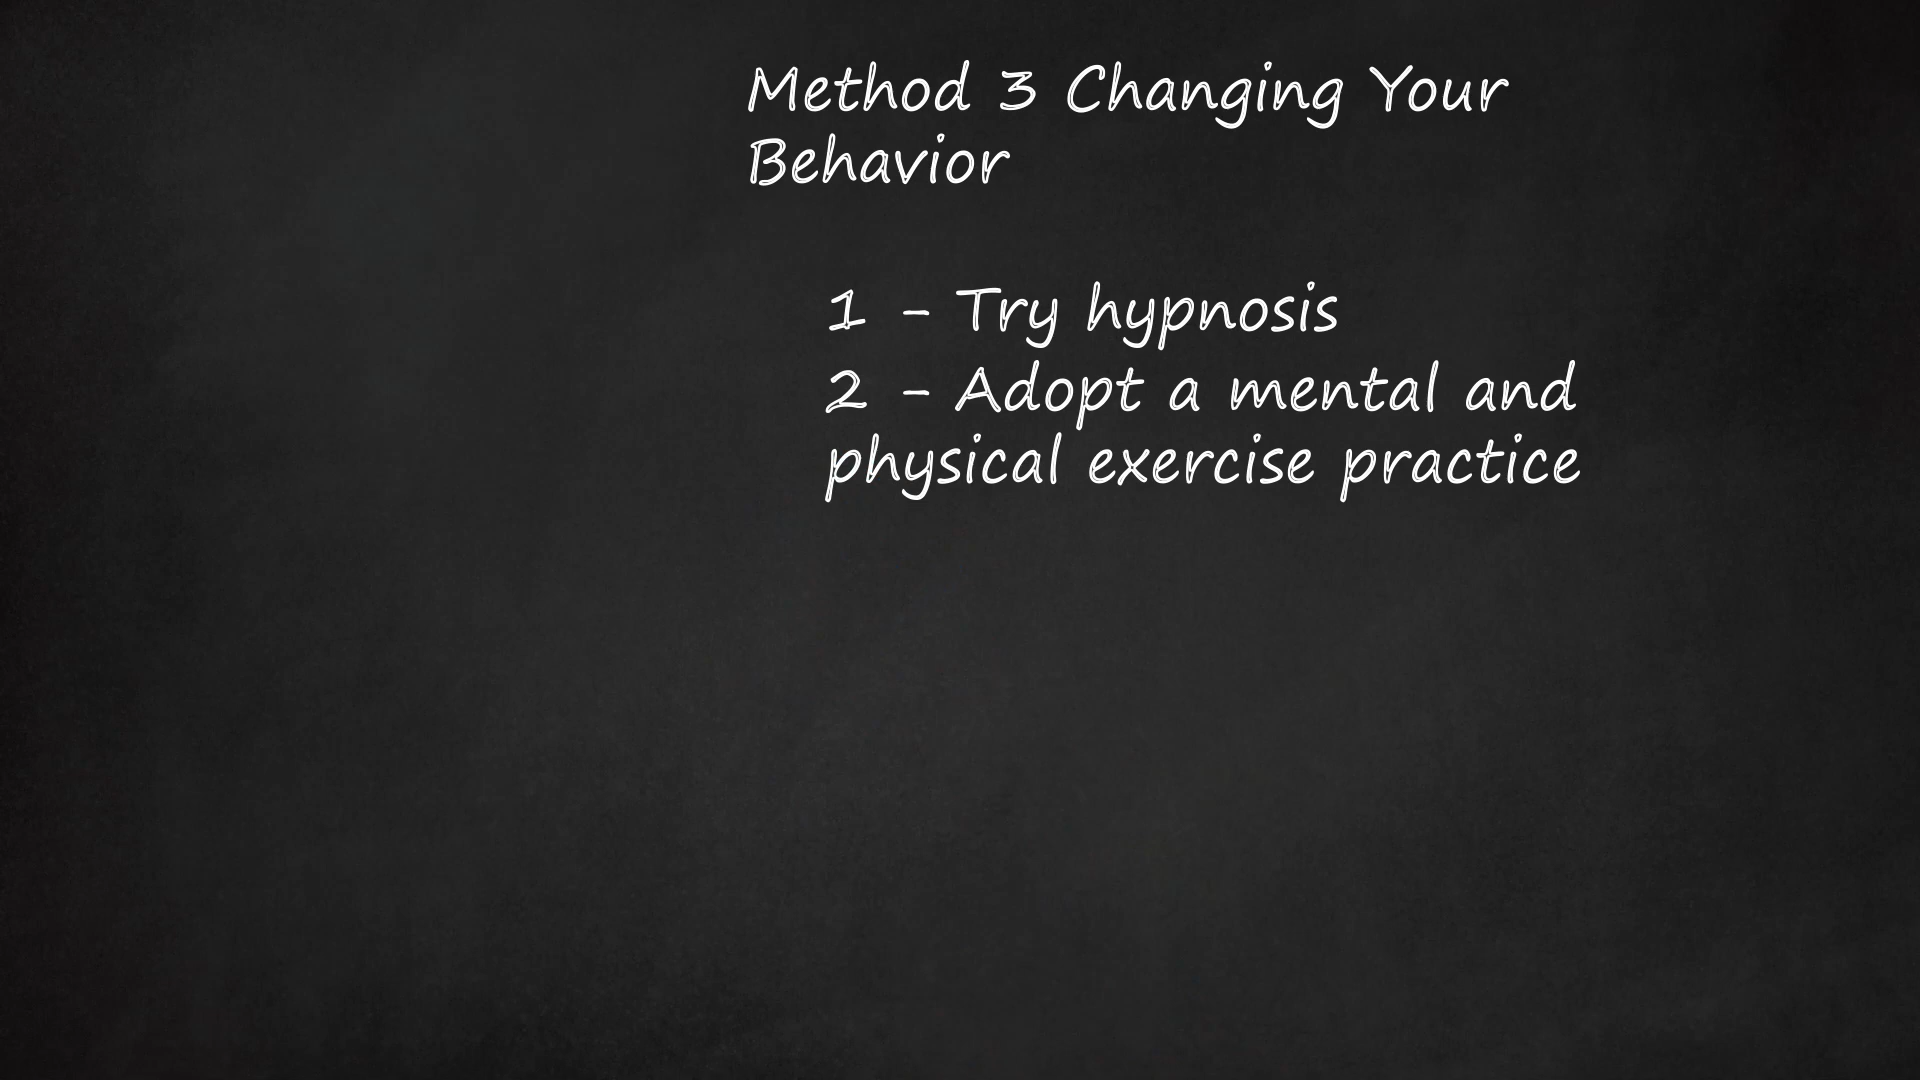 Method 3 Changing Your
Behavior
1 - Try hypnosis
2 - Adopt a mental and
physical exercise practice